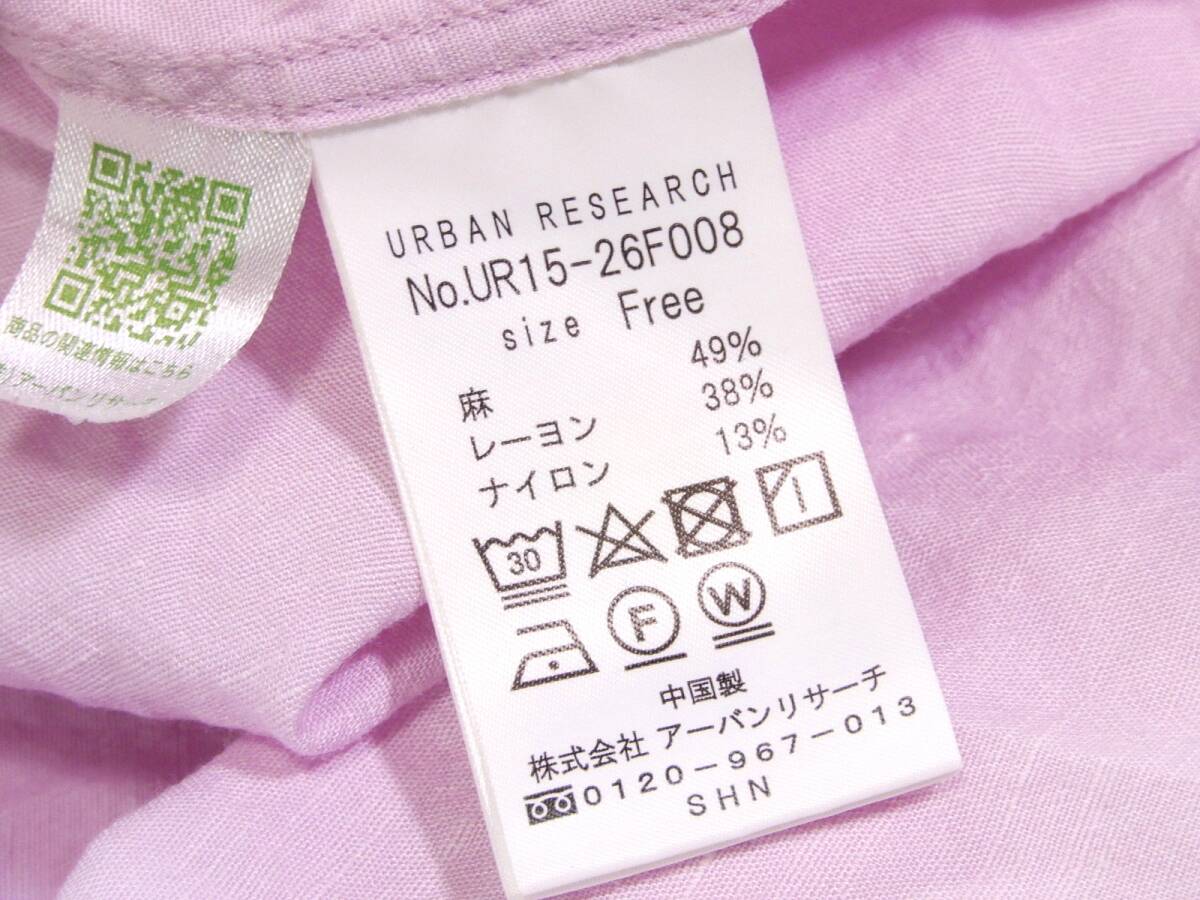 商品の関連情報はこちら
アーバンリサーチ
URBAN RESEARCH
No.UR15-26F008
size Free
麻 49%
レーヨン 38%
ナイロン 13%
30
F W
中国製
株式会社 アーバンリサーチ
0120-967-013
SHN